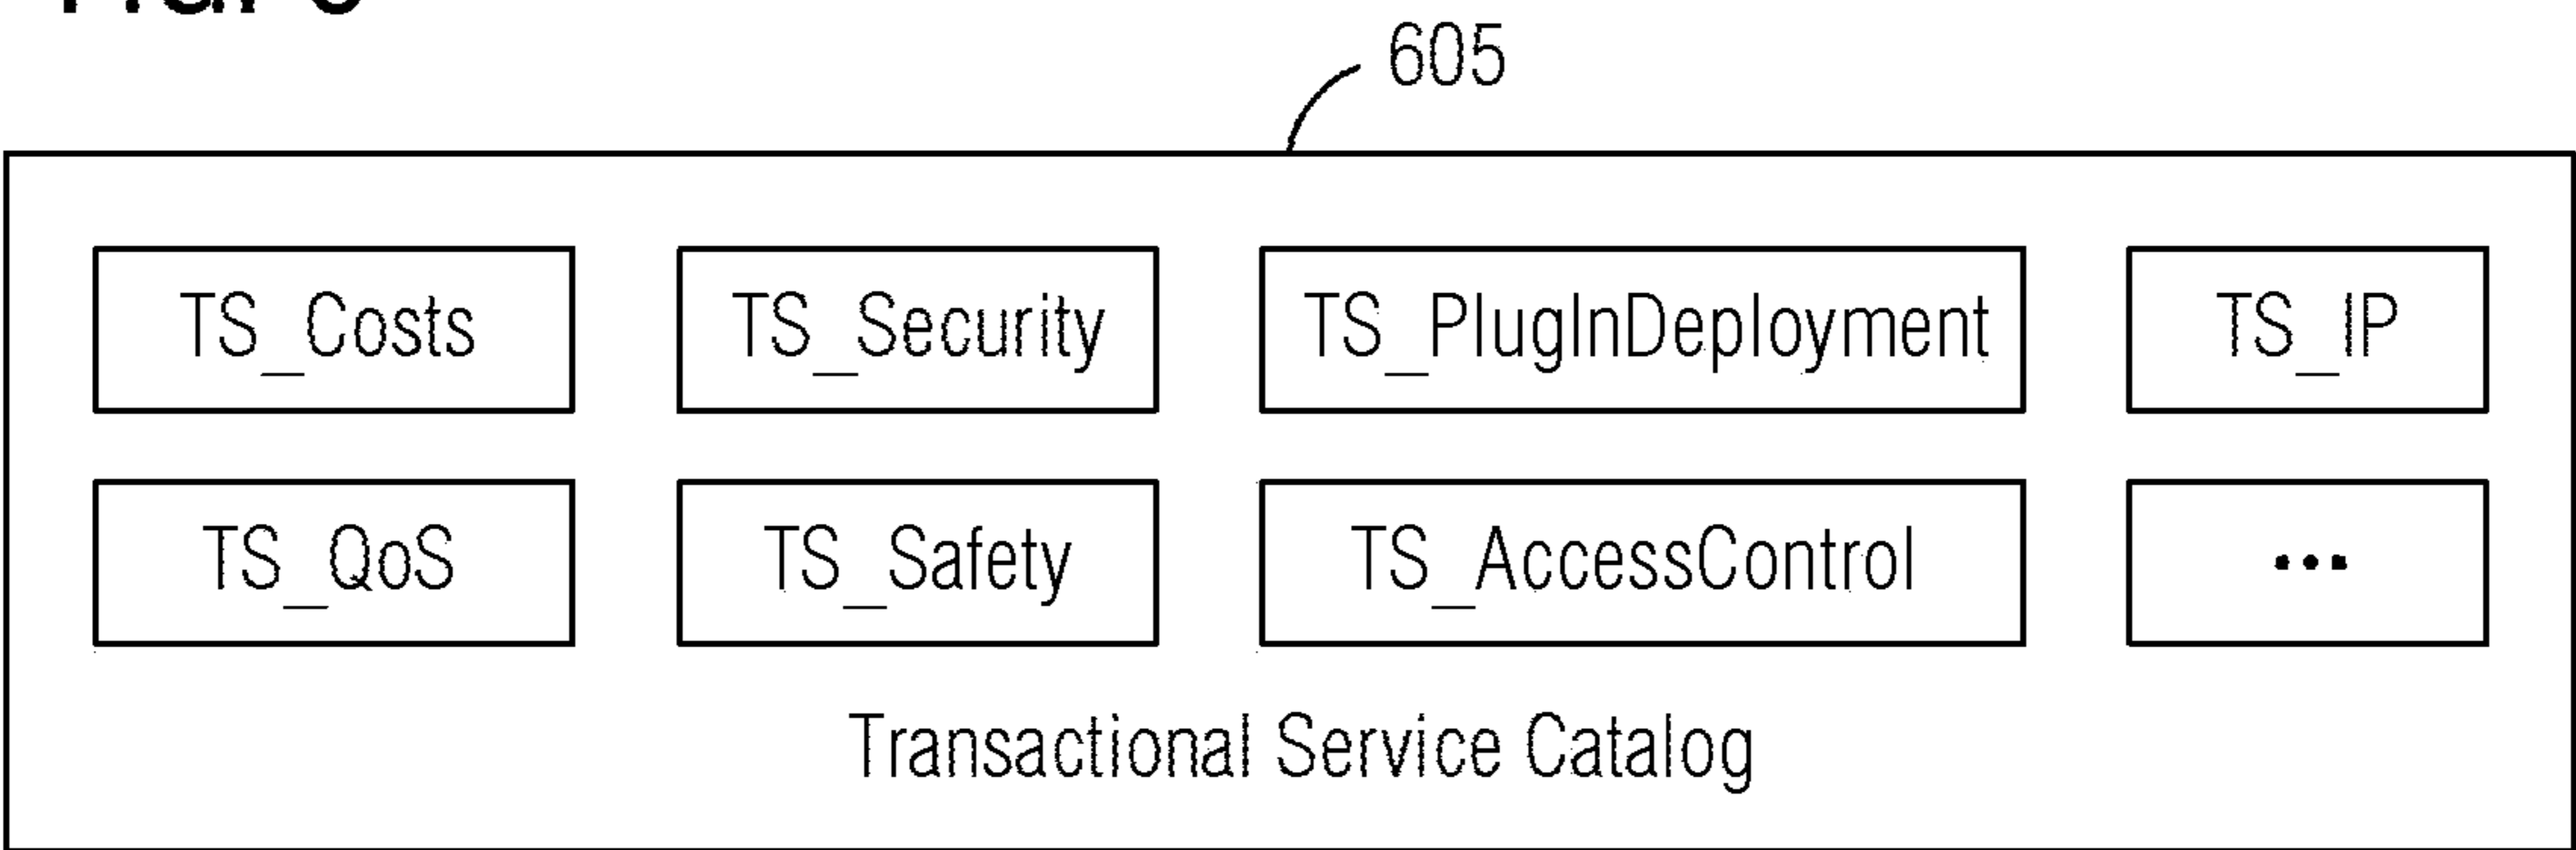 605
TS_Costs TS_Security TS_PlugInDeployment TS_IP
TS_QoS TS_Safety TS_AccessControl ...
Transactional Service Catalog